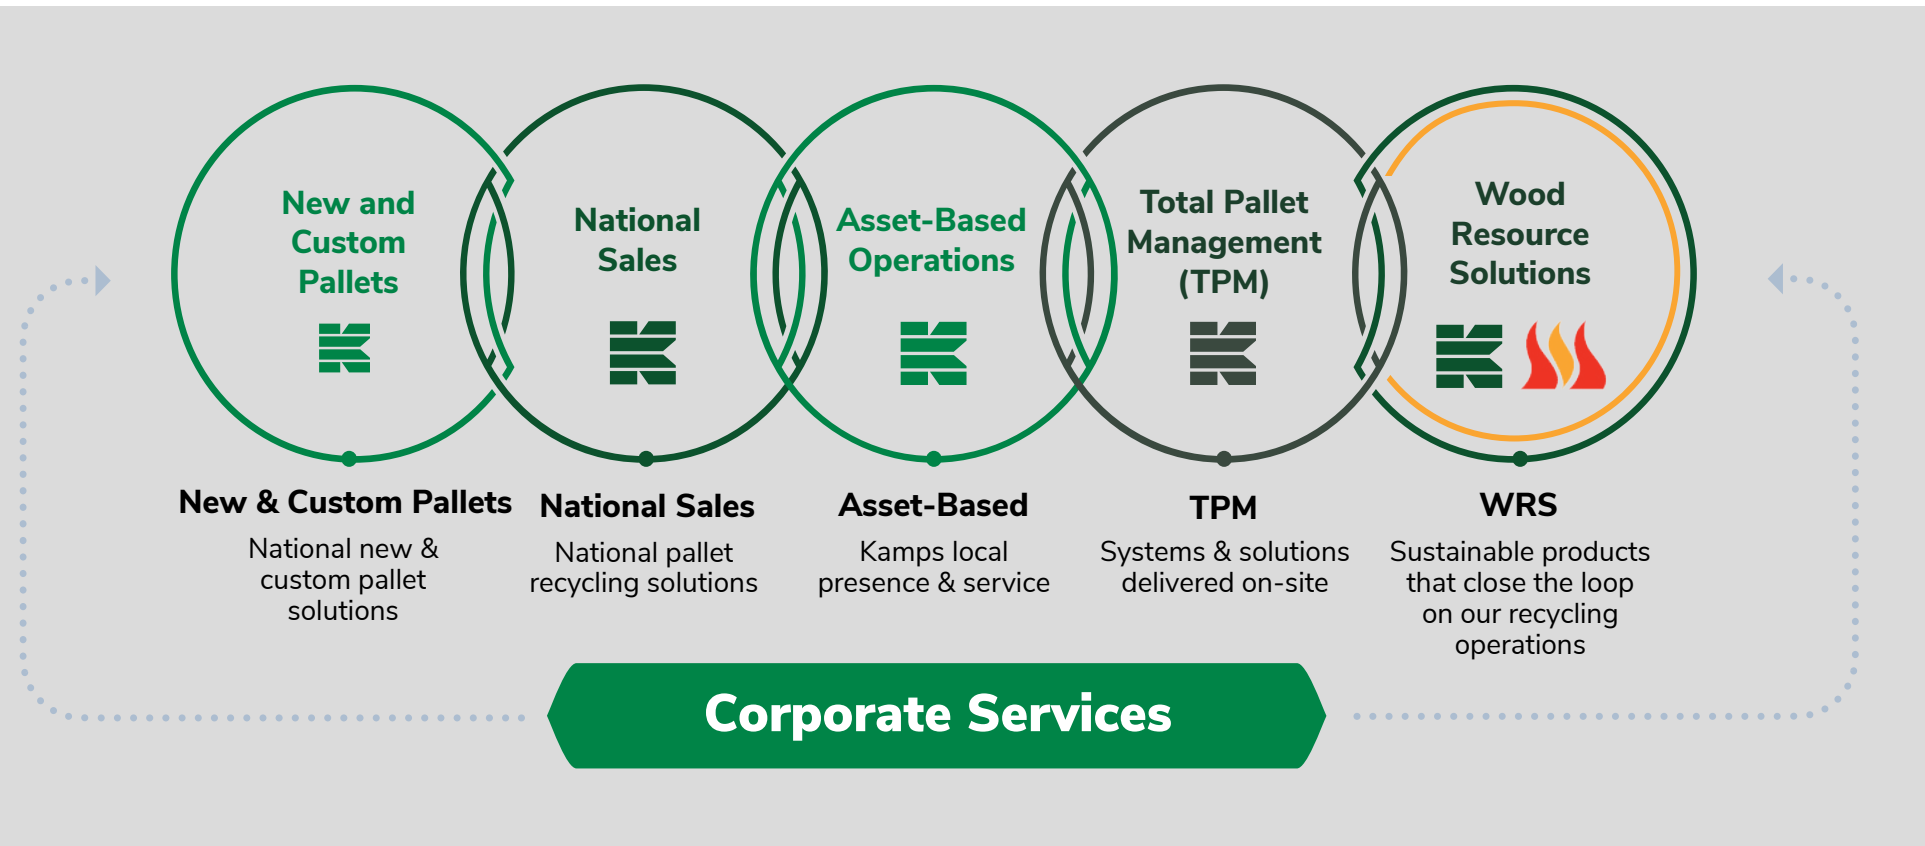 New and
Custom
Pallets
National
Sales
Asset-Based
Operations
Total Pallet
Management
(TPM)
Wood
Resource
Solutions
New & Custom Pallets
National new &
custom pallet
solutions
National Sales
National pallet
recycling solutions
Asset-Based
Kamps local
presence & service
TPM
Systems & solutions
delivered on-site
WRS
Sustainable products
that close the loop
on our recycling
operations
Corporate Services